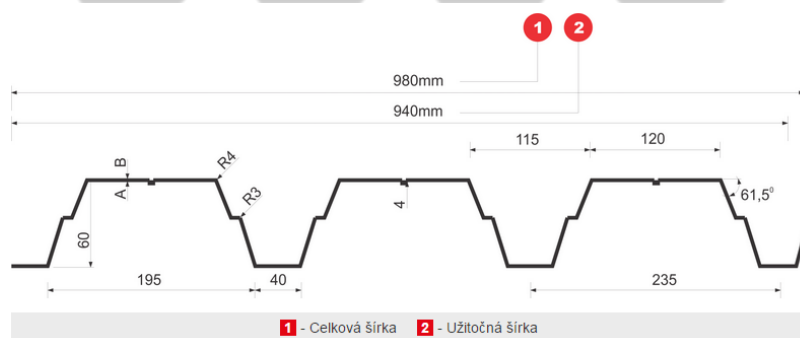 1 2
980mm
940mm
115 120
B
A
R4
R3
4
61,5⁰
60
195 40 235
1 - Celková šírka 2 - Užitočná šírka